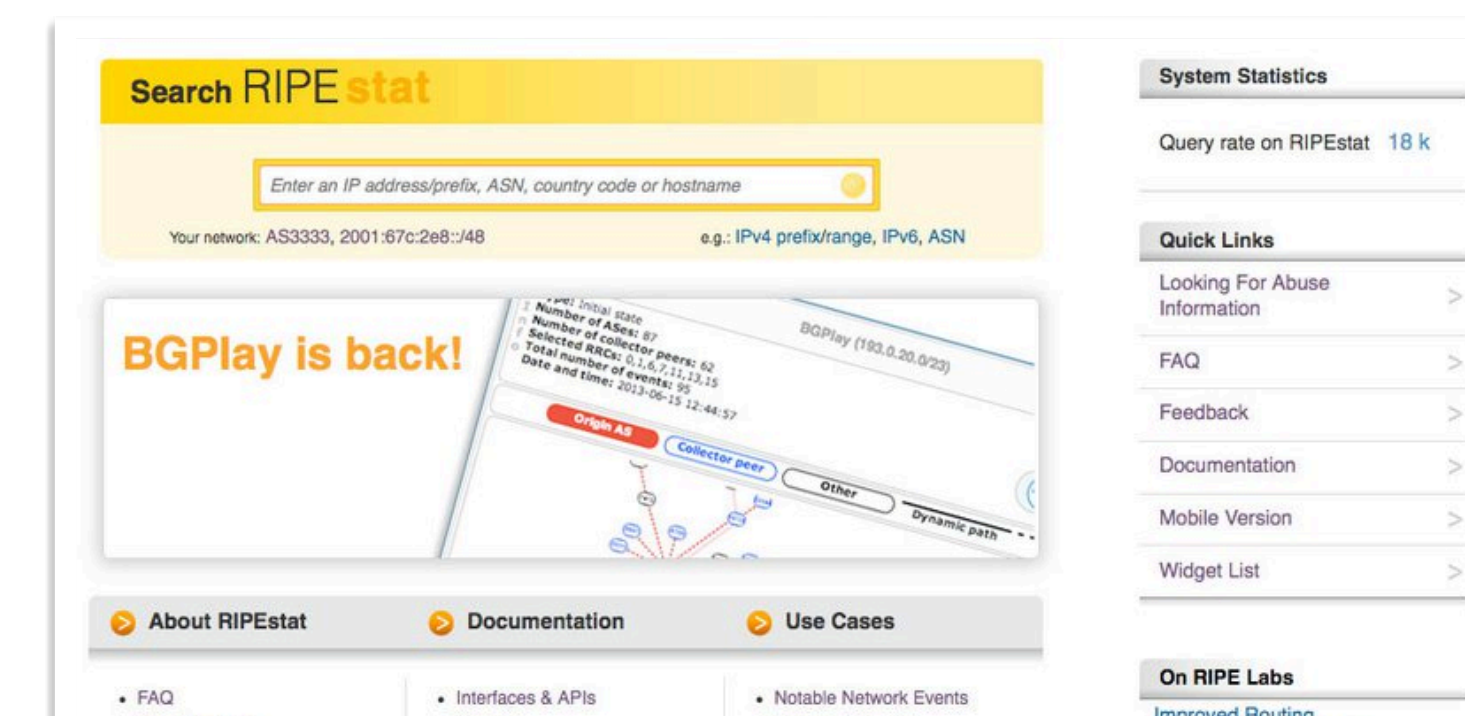 Search RIPEstat
Enter an IP address/prefix, ASN, country code or hostname
Your network: AS3333, 2001:67c:2e8::/48
e.g.: IPv4 prefix/range, IPv6, ASN
BGPlay is back!
Initial state
Number of ASes: 87
Number of collector peers: 62
Selected RRCs: 0,1,6,7,11,13,15
Total number of events: 95
Date and time: 2013-06-15 12:44:57
BGPlay (193.0.20.0/23)
Origin AS
Collector peer
Other
Dynamic path
About RIPEstat
Documentation
Use Cases
• FAQ
• Interfaces & APIs
• Notable Network Events
System Statistics
Query rate on RIPEstat 18 k
Quick Links
Looking For Abuse
Information
FAQ
Feedback
Documentation
Mobile Version
Widget List
On RIPE Labs
Improved Routing